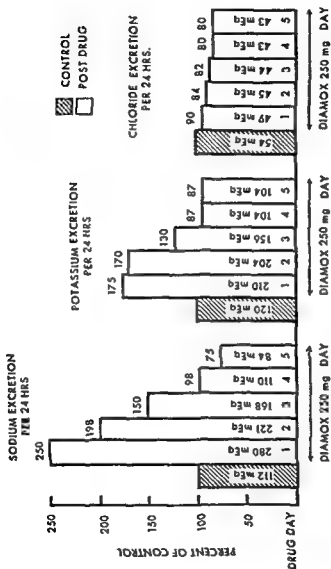 SODIUM EXCRETION
PER 24 HRS
POTASSIUM EXCRETION
PER 24 HRS
CONTROL
POST DRUG
CHLORIDE EXCRETION
PER 24 HRS.
PERCENT OF CONTROL
250
200
150
100
50
DRUG DAY
112 mEq
250
280 mEq
1
198
221 mEq
2
150
168 mEq
3
98
110 mEq
4
75
84 mEq
5
DIAMOX 250 mg DAY
120 mEq
175
210 mEq
1
170
204 mEq
2
130
156 mEq
3
87
104 mEq
4
87
104 mEq
5
DIAMOX 250 mg DAY
54 mEq
90
49 mEq
1
84
45 mEq
2
82
44 mEq
3
80
43 mEq
4
80
43 mEq
5
DIAMOX 250 mg DAY